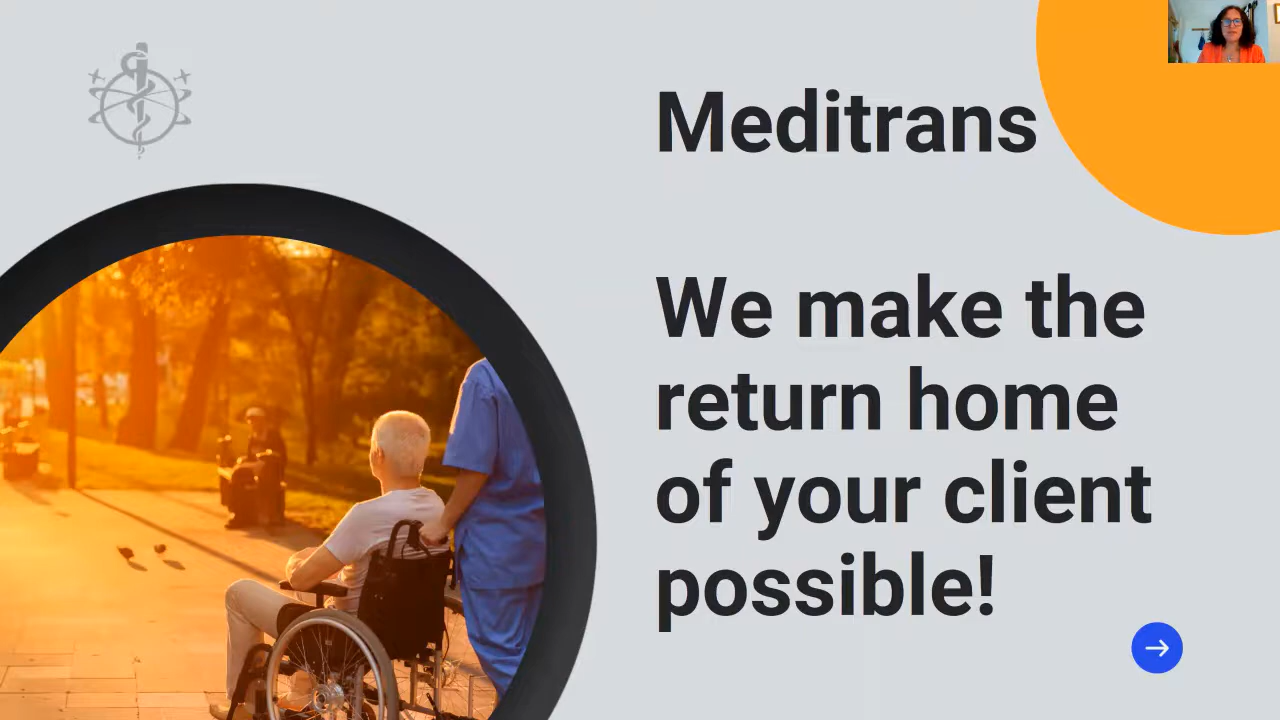 Meditrans
We make the
return home
of your client
possible!